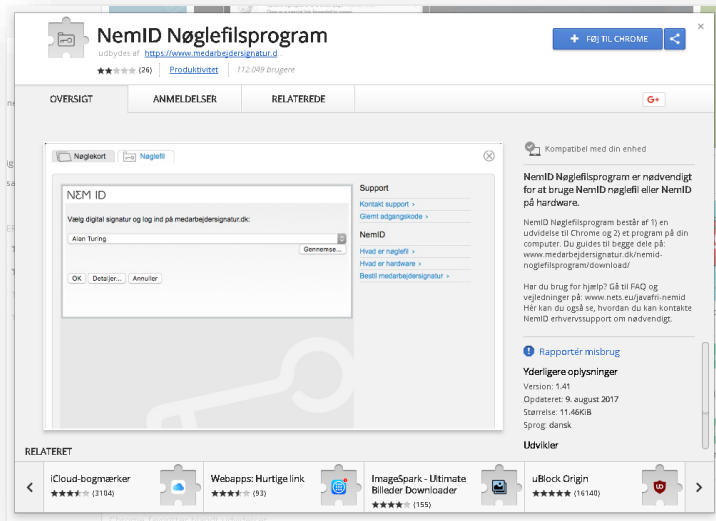 NemID Nøglefilsprogram
udbydes af https://www.medarbejdersignatur.d
(26) Produktivitet 112.049 brugere
FØJ TIL CHROME
OVERSIGT ANMELDELSER RELATEREDE
G+
Nøglekort Nøglefil
NEM ID
Vælg digital signatur og log ind på medarbejdersignatur.dk:
Alan Turing
Gennemse...
OK Detaljer... Annuller
Support
Kontakt support ›
Glemt adgangskode ›
NemID
Hvad er nøglefil ›
Hvad er hardware ›
Bestil medarbejdersignatur ›
Kompatibel med din enhed
NemID Nøglefilsprogram er nødvendigt
for at bruge NemID nøglefil eller NemID
på hardware.
NemID Nøglefilsprogram består af 1) en
udvidelse til Chrome og 2) et program på din
computer. Du guides til begge dele på:
www.medarbejdersignatur.dk/nemid-
noglefilsprogram/download/
Har du brug for hjælp? Gå til FAQ og
vejledninger på: www.nets.eu/javafri-nemid
Hér kan du også se, hvordan du kan kontakte
NemID erhvervssupport om nødvendigt.
Rapportér misbrug
Yderligere oplysninger
Version: 1.41
Opdateret: 9. august 2017
Størrelse: 11.46KiB
Sprog: dansk
Udvikler
RELATERET
iCloud-bogmærker
(3104)
Webapps: Hurtige link
(93)
ImageSpark - Ultimate
Billeder Downloader
(155)
uBlock Origin
(16140)